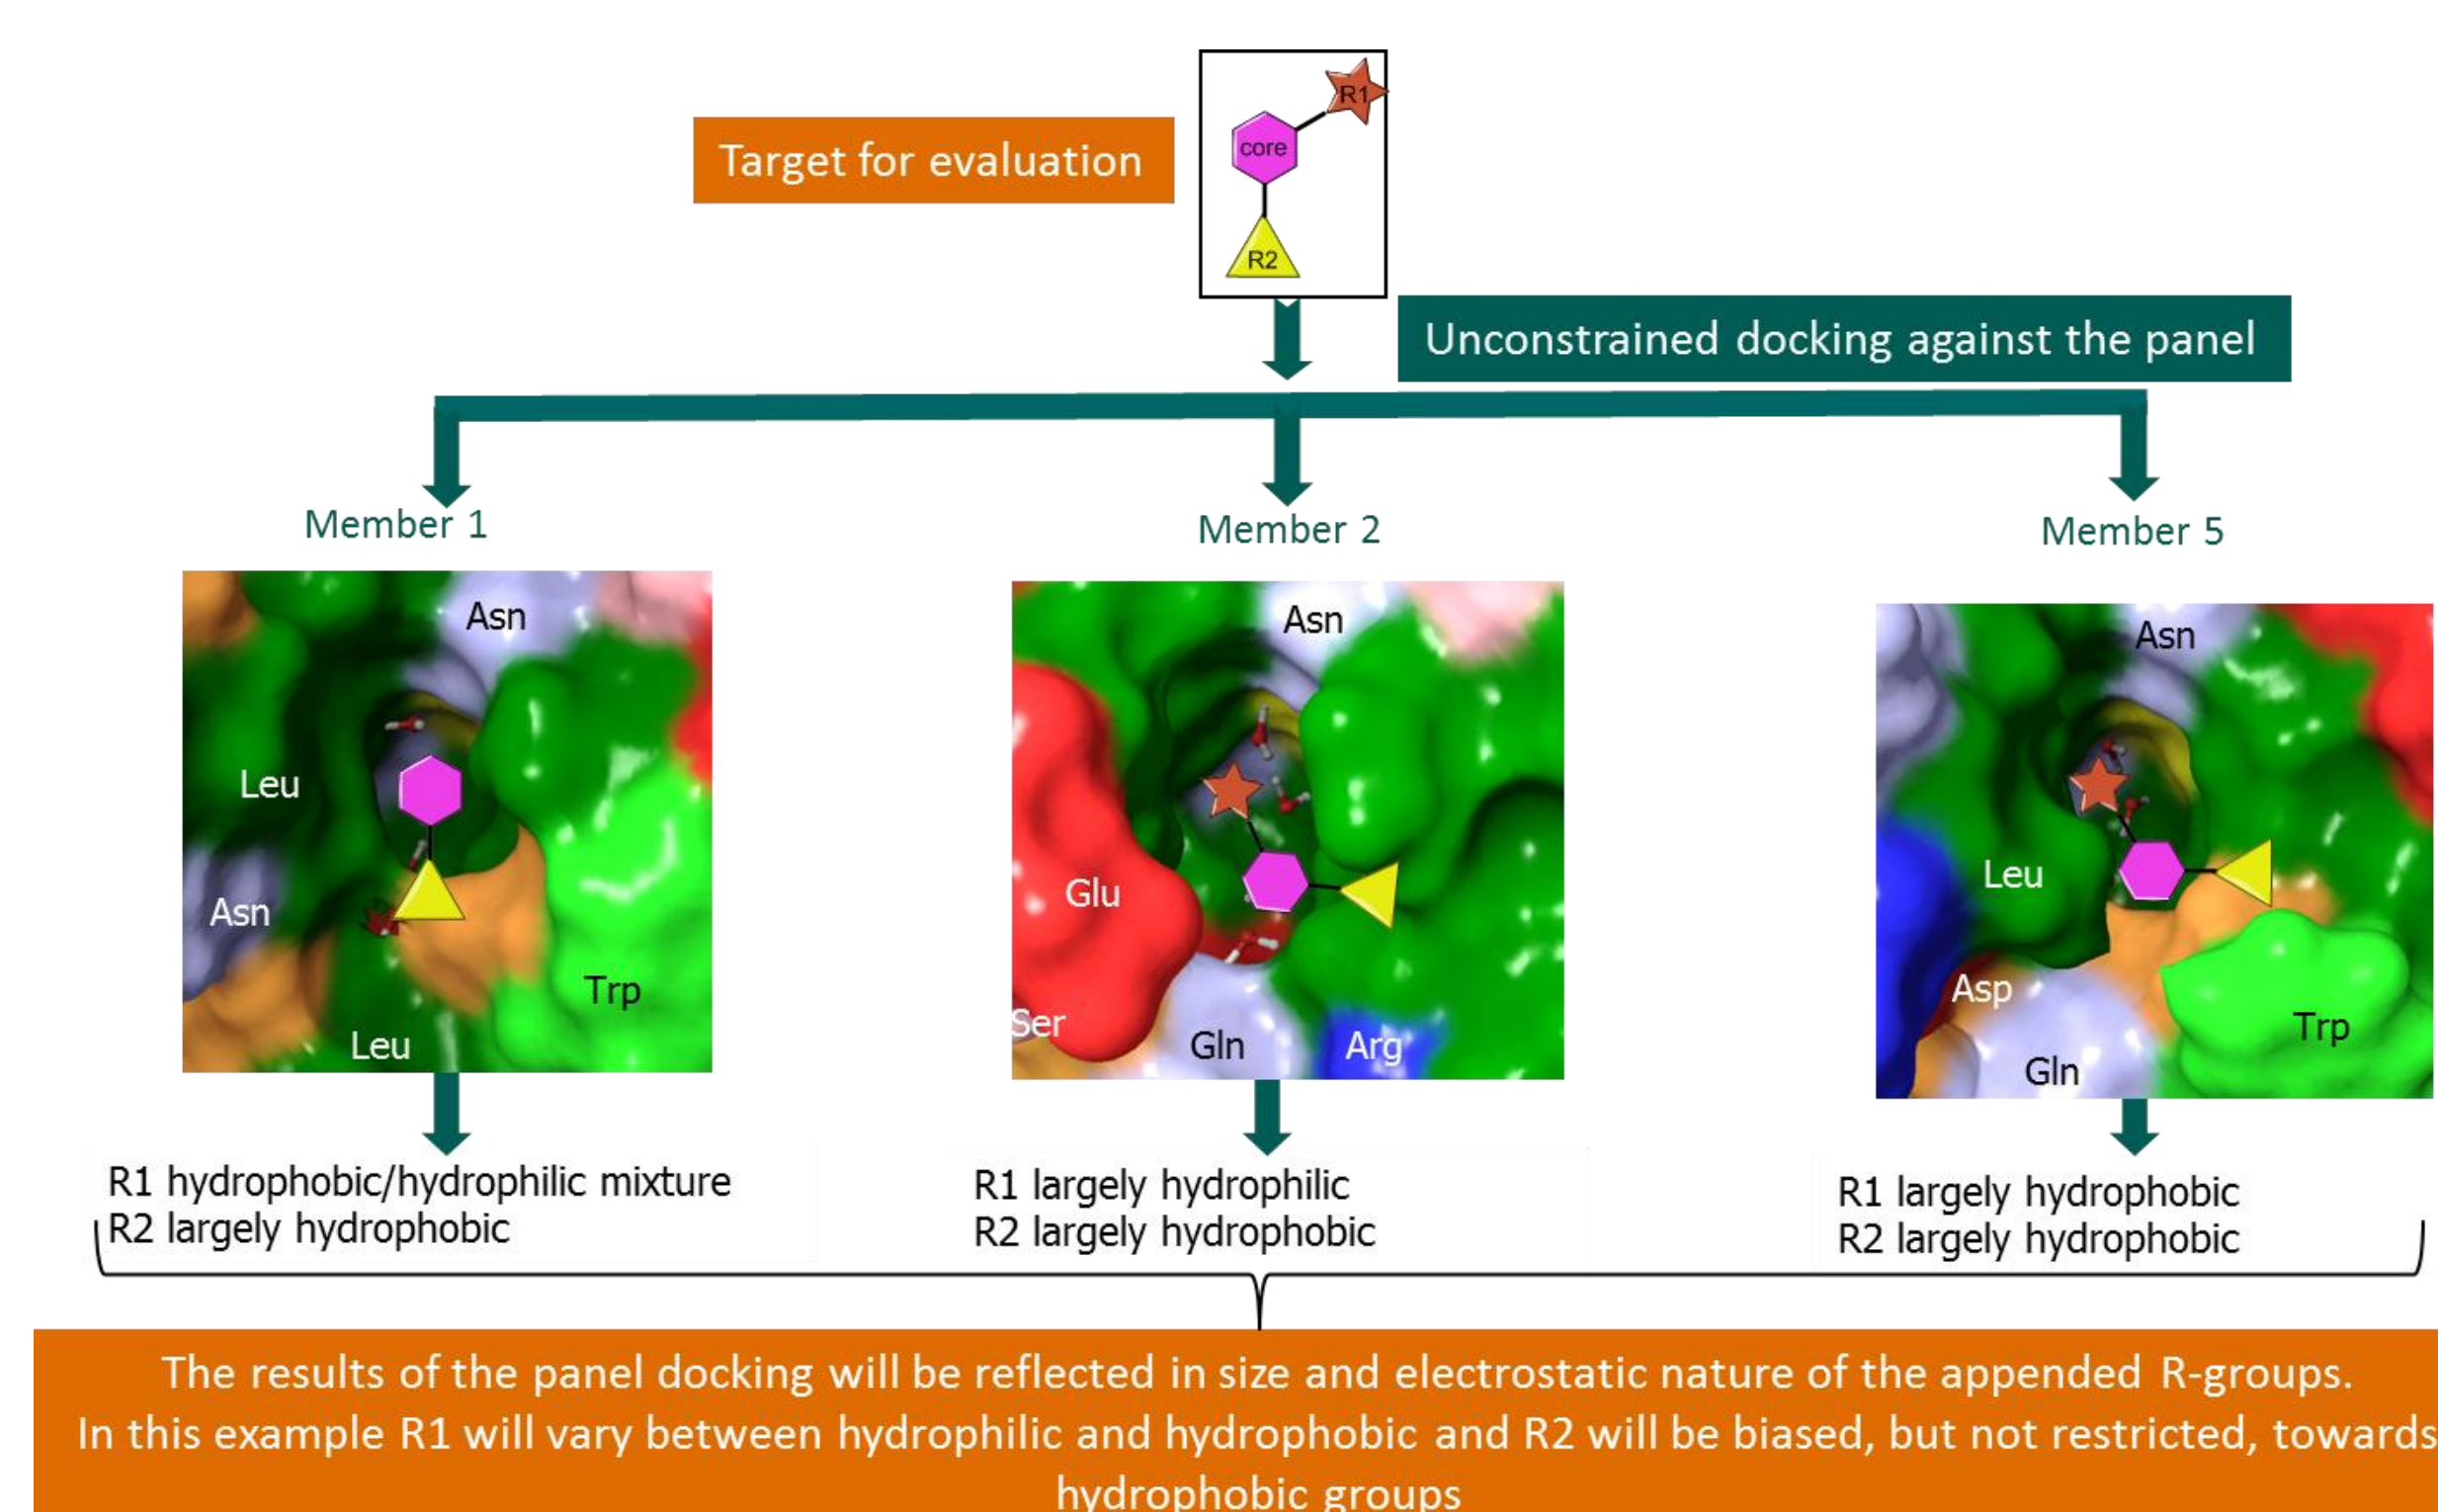 R1
Target for evaluation
core
R2
Unconstrained docking against the panel
Member 1
Member 2
Member 5
Asn
Leu
Asn
Trp
Leu
Asn
Glu
Ser
Gln
Arg
Asn
Leu
Asp
Trp
Gln
R1 hydrophobic/hydrophilic mixture
R2 largely hydrophobic
R1 largely hydrophilic
R2 largely hydrophobic
R1 largely hydrophobic
R2 largely hydrophobic
The results of the panel docking will be reflected in size and electrostatic nature of the appended R-groups.
In this example R1 will vary between hydrophilic and hydrophobic and R2 will be biased, but not restricted, towards
hydrophobic groups